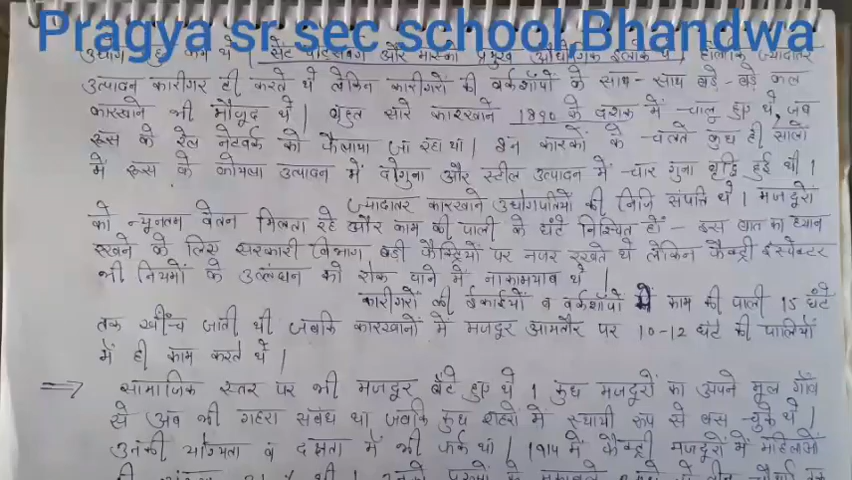 Pragya sr sec school Bhandwa
उद्योग थे | सेंट पीटर्सबर्ग और मास्को प्रमुख औद्योगिक इलाके थे | हालांकि ज्यादातर
उत्पादन कारीगर ही करते थे लेकिन कारीगरों की वर्कशॉपों के साथ-साथ बड़े-बड़े कल
कारखाने भी मौजूद थे | बहुत सारे कारखाने 1890 के दशक में चालू हुए थे, जब
रूस के रेल नेटवर्क को फैलाया जा रहा था | इन कारकों के चलते कुछ ही सालों
में रूस के कोयला उत्पादन में दोगुना और स्टील उत्पादन में चार गुना वृद्धि हुई थी |
ज्यादातर कारखाने उद्योगपतियों की निजि संपत्ति थे | मजदूरों
को न्यूनतम वेतन मिलता रहे और काम की पाली के घंटे निश्चित हों - इस बात का ध्यान
रखने के लिए सरकारी विभाग बड़ी फैक्ट्रियों पर नजर रखते थे लेकिन फैक्ट्री इंस्पेक्टर
भी नियमों के उल्लंघन को रोक पाने में नाकामयाब थे |
कारीगरों की ईकाईयों व वर्कशॉपों में काम की पाली 15 घंटे
तक खींच जाती थी जबकि कारखानों में मजदूर आमतौर पर 10-12 घंटे की पालियों
में ही काम करते थे |
⇒ सामाजिक स्तर पर भी मजदूर बँटे हुए थे | कुछ मजदूरों का अपने मूल गाँव
से अब भी गहरा संबंध था जबकि कुछ शहरों में स्थायी रूप से बस चुके थे |
उनकी योग्यता व दक्षता में भी फर्क था | 1914 में फैक्ट्री मजदूरों में महिलाओं